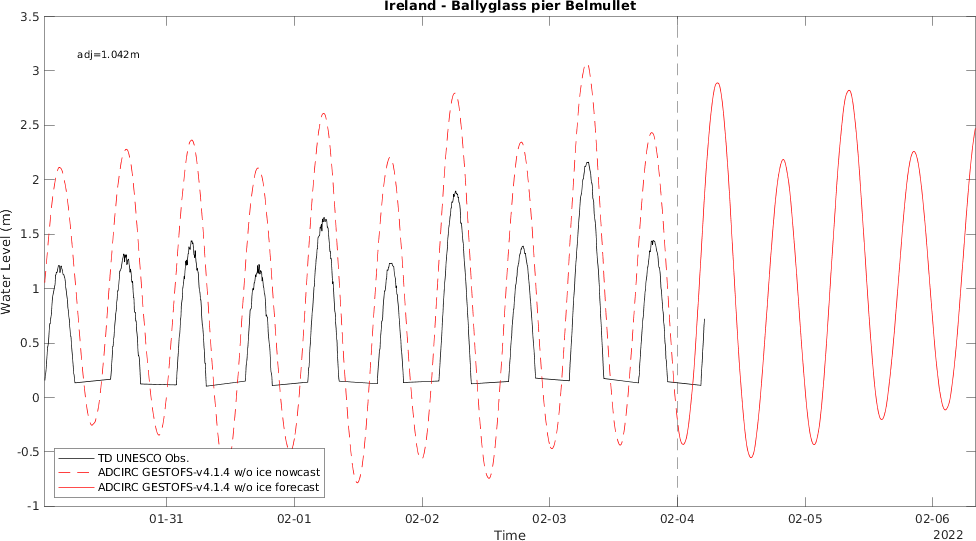 Ireland - Ballyglass pier Belmullet
adj=1.042m
3.5
3
2.5
2
1.5
1
0.5
0
-0.5
-1
Water Level (m)
TD UNESCO Obs.
ADCIRC GESTOFS-v4.1.4 w/o ice nowcast
ADCIRC GESTOFS-v4.1.4 w/o ice forecast
01-31 02-01 02-02 02-03 02-04 02-05 02-06
Time
2022